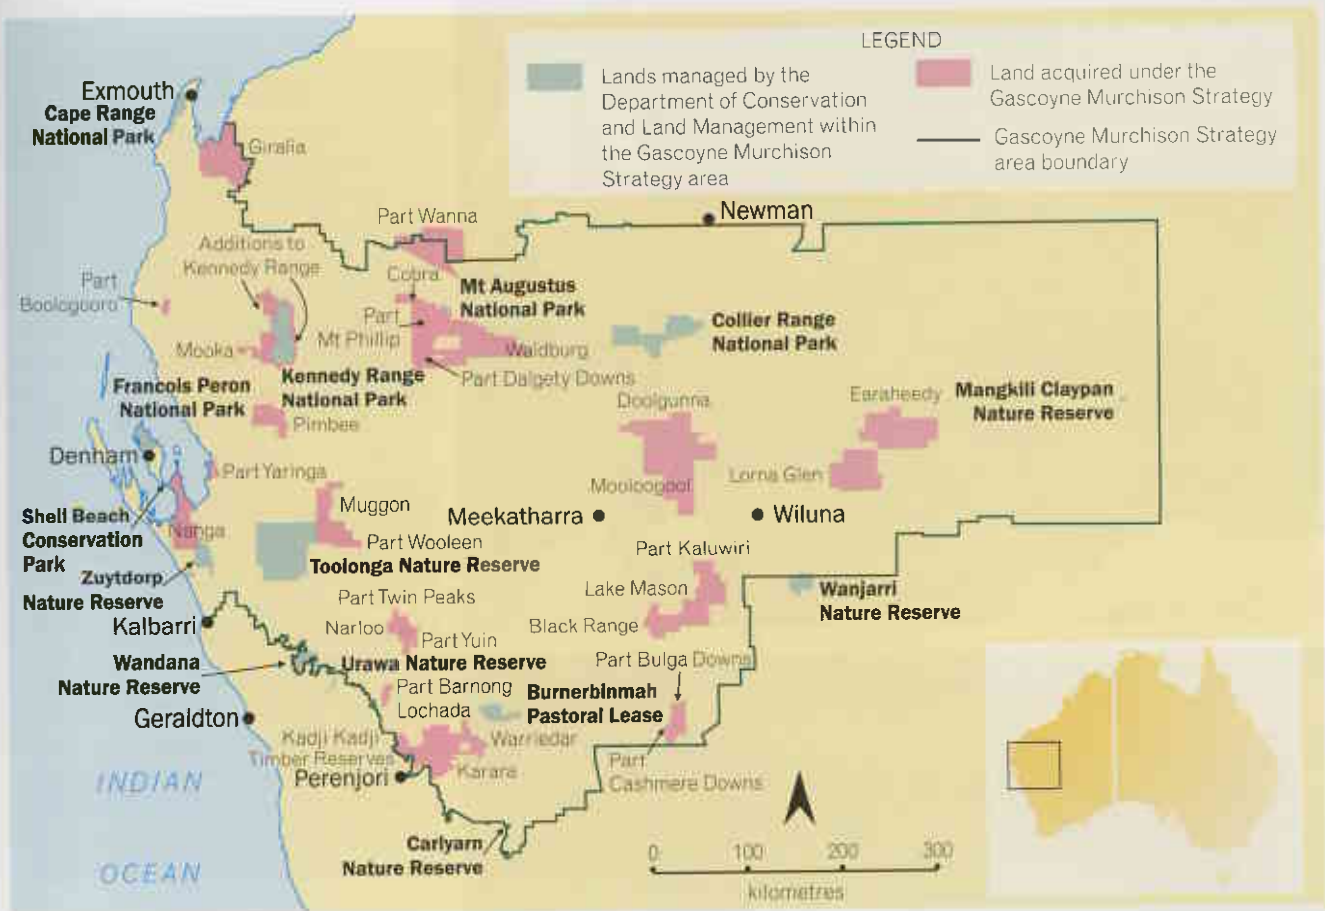 LEGEND
Lands managed by the
Department of Conservation
and Land Management within
the Gascoyne Murchison
Strategy area
Land acquired under the
Gascoyne Murchison Strategy
Gascoyne Murchison Strategy
area boundary
Exmouth
Cape Range
National Park
Giralia
Newman
Part Wanna
Additions to
Kennedy Range
Cobra
Mt Augustus
National Park
Part
Boologooro
Part
Mt Phillip
Collier Range
National Park
Mooka
Waldburg
Part Dalgety Downs
Francois Peron
National Park
Kennedy Range
National Park
Pimbee
Doolgunna
Earaheedy
Mangkili Claypan
Nature Reserve
Denham
Part Yaringa
Mooloogool
Lorna Glen
Muggon
Meekatharra
Wiluna
Shell Beach
Conservation
Park
Nanga
Part Wooleen
Toolonga Nature Reserve
Part Kaluwiri
Zuytdorp
Nature Reserve
Part Twin Peaks
Lake Mason
Wanjarri
Nature Reserve
Kalbarri
Narloo
Part Yuin
Black Range
Wandana
Nature Reserve
Urawa Nature Reserve
Part Bulga Downs
Part Barnong
Lochada
Burnerbinmah
Pastoral Lease
Geraldton
Kadji Kadji
Timber Reserves
Warriedar
Karara
Part
Cashmere Downs
Perenjori
INDIAN
OCEAN
Carlyarn
Nature Reserve
0 100 200 300
kilometres